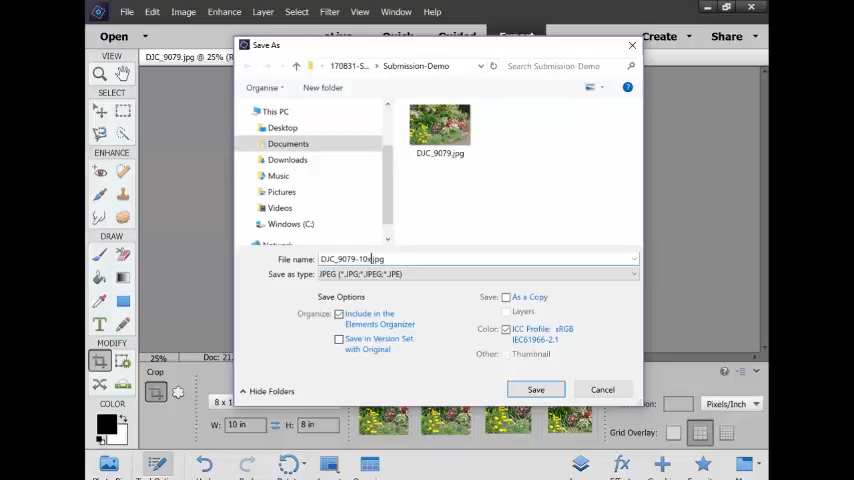 File Edit Image Enhance Layer Select Filter View Window Help
Open
Create
Share
VIEW
SELECT
ENHANCE
DRAW
MODIFY
COLOR
DJC_9079.jpg @ 25% (R
Save As
170831-S... Submission-Demo
Search Submission-Demo
Organise
New folder
This PC
Desktop
Documents
Downloads
Music
Pictures
Videos
Windows (C:)
DJC_9079.jpg
File name: DJC_9079-10x.jpg
Save as type: JPEG (*.JPG;*.JPEG;*.JPE)
Save Options
Organize: Include in the
Elements Organizer
Save in Version Set
with Original
Save: As a Copy
Layers
Color: ICC Profile: sRGB
IEC61966-2.1
Other: Thumbnail
Hide Folders
Save
Cancel
25%
Doc: 21.
Crop
8 x 1
W: 10 in
H: 8 in
Pixels/Inch
Grid Overlay: